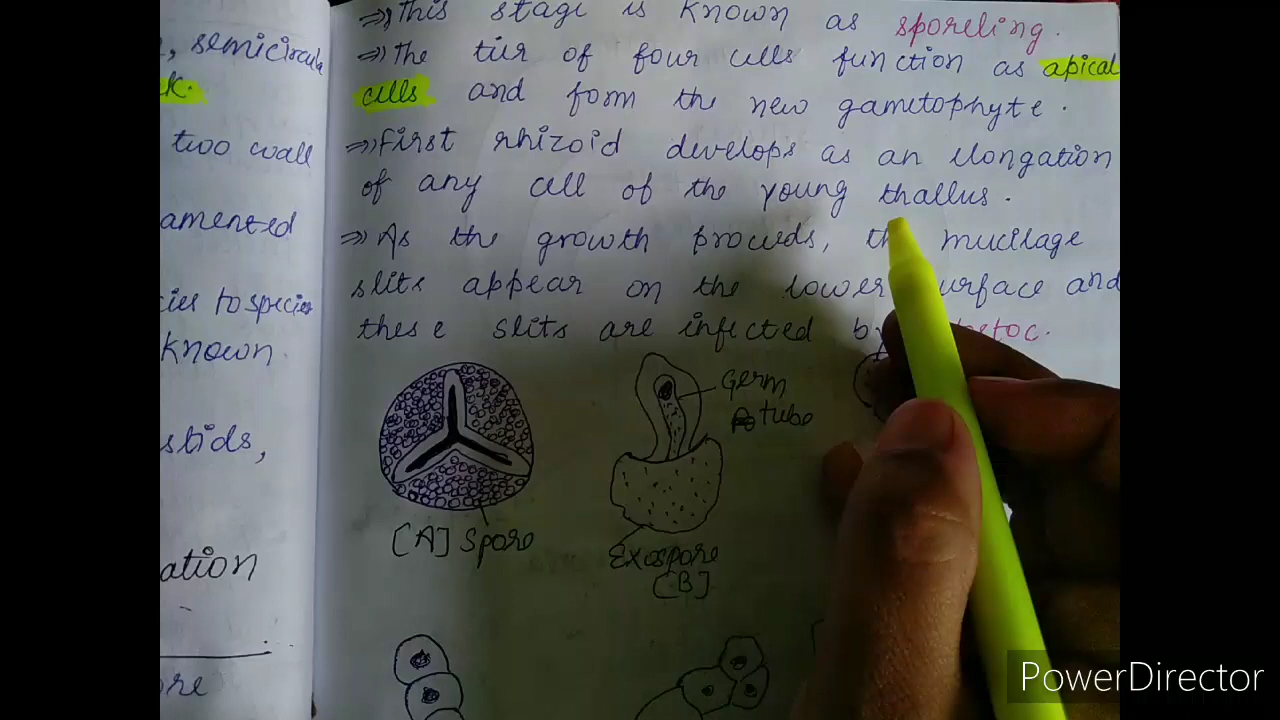 semicircula
k.
two wall
amented
cies to species
known
stids,
ation
ore
⇒) This stage is known as sporeling.
⇒) The tier of four cells function as apical
cells and form the new gametophyte.
⇒) First rhizoid develops as an elongation
of any cell of the young thallus.
⇒) As the growth proceeds, th mucilage
slits appear on the lower urface and
these slits are infected by
Germ
tube
[A] Spore
Exospore
[B]
PowerDirector